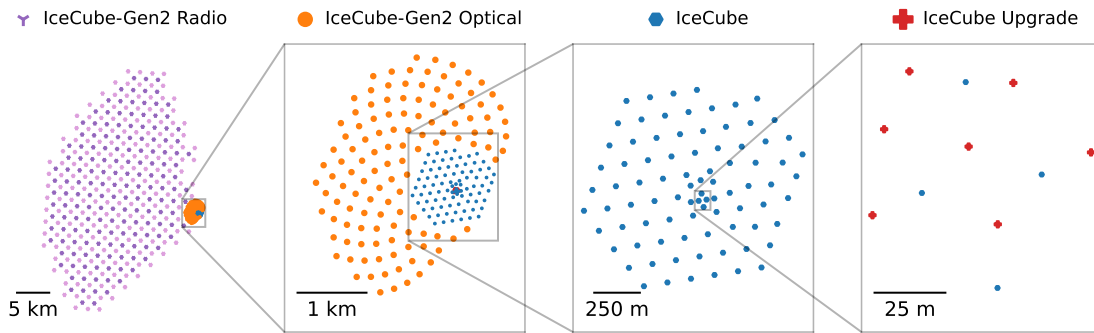 IceCube-Gen2 Radio
IceCube-Gen2 Optical
IceCube
IceCube Upgrade
5 km
1 km
250 m
25 m